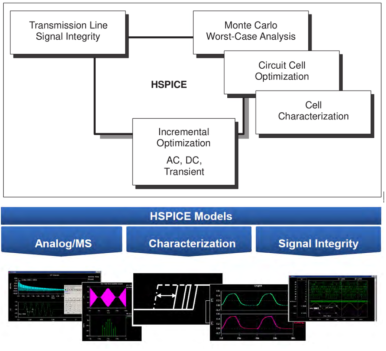 Transmission Line
Signal Integrity
Monte Carlo
Worst-Case Analysis
Circuit Cell
Optimization
HSPICE
Cell
Characterization
Incremental
Optimization
AC, DC,
Transient
HSPICE Models
Analog/MS
Characterization
Signal Integrity